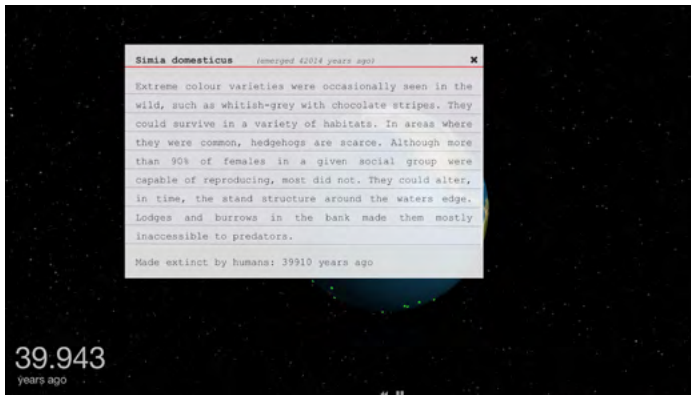 Simia domesticus (emerged 42014 years ago) ✖
Extreme colour varieties were occasionally seen in the
wild, such as whitish-grey with chocolate stripes. They
could survive in a variety of habitats. In areas where
they were common, hedgehogs are scarce. Although more
than 90% of females in a given social group were
capable of reproducing, most did not. They could alter,
in time, the stand structure around the waters edge.
Lodges and burrows in the bank made them mostly
inaccessible to predators.
Made extinct by humans: 39910 years ago
39.943
years ago